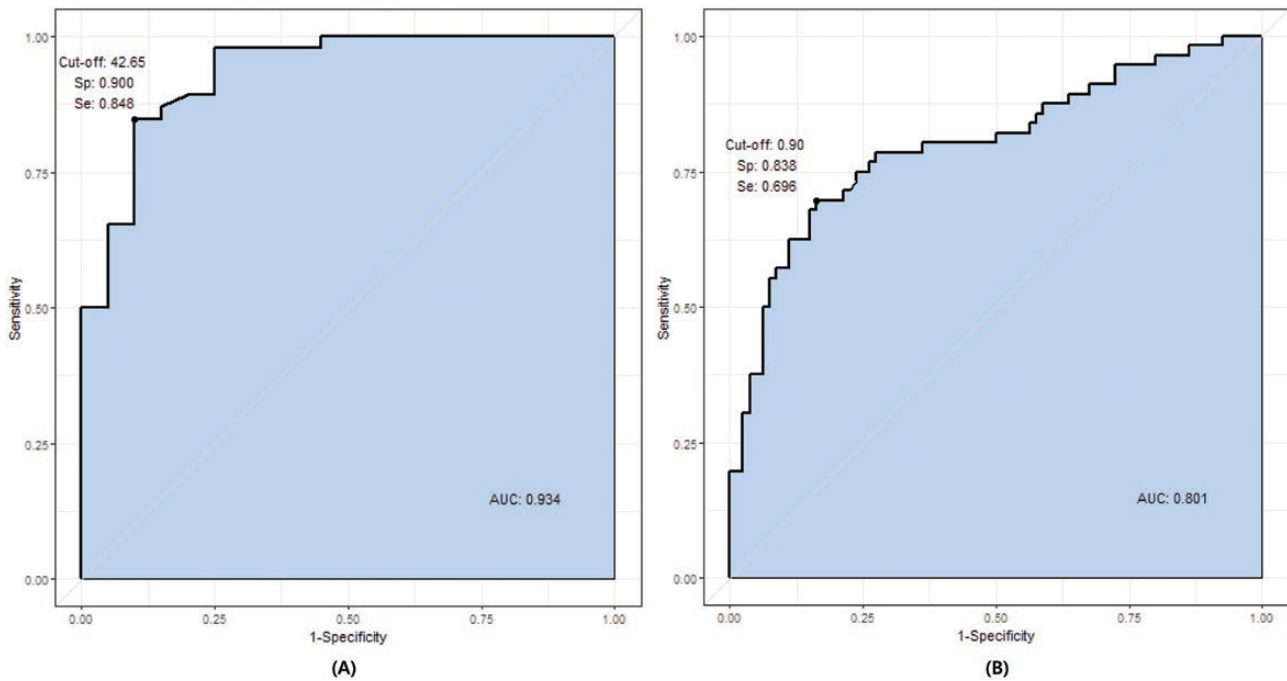 1.00
0.75
0.50
0.25
0.00
Sensitivity
Cut-off: 42.65
Sp: 0.900
Se: 0.848
AUC: 0.934
0.00 0.25 0.50 0.75 1.00
1-Specificity
(A)
1.00
0.75
0.50
0.25
0.00
Sensitivity
Cut-off: 0.90
Sp: 0.838
Se: 0.696
AUC: 0.801
0.00 0.25 0.50 0.75 1.00
1-Specificity
(B)